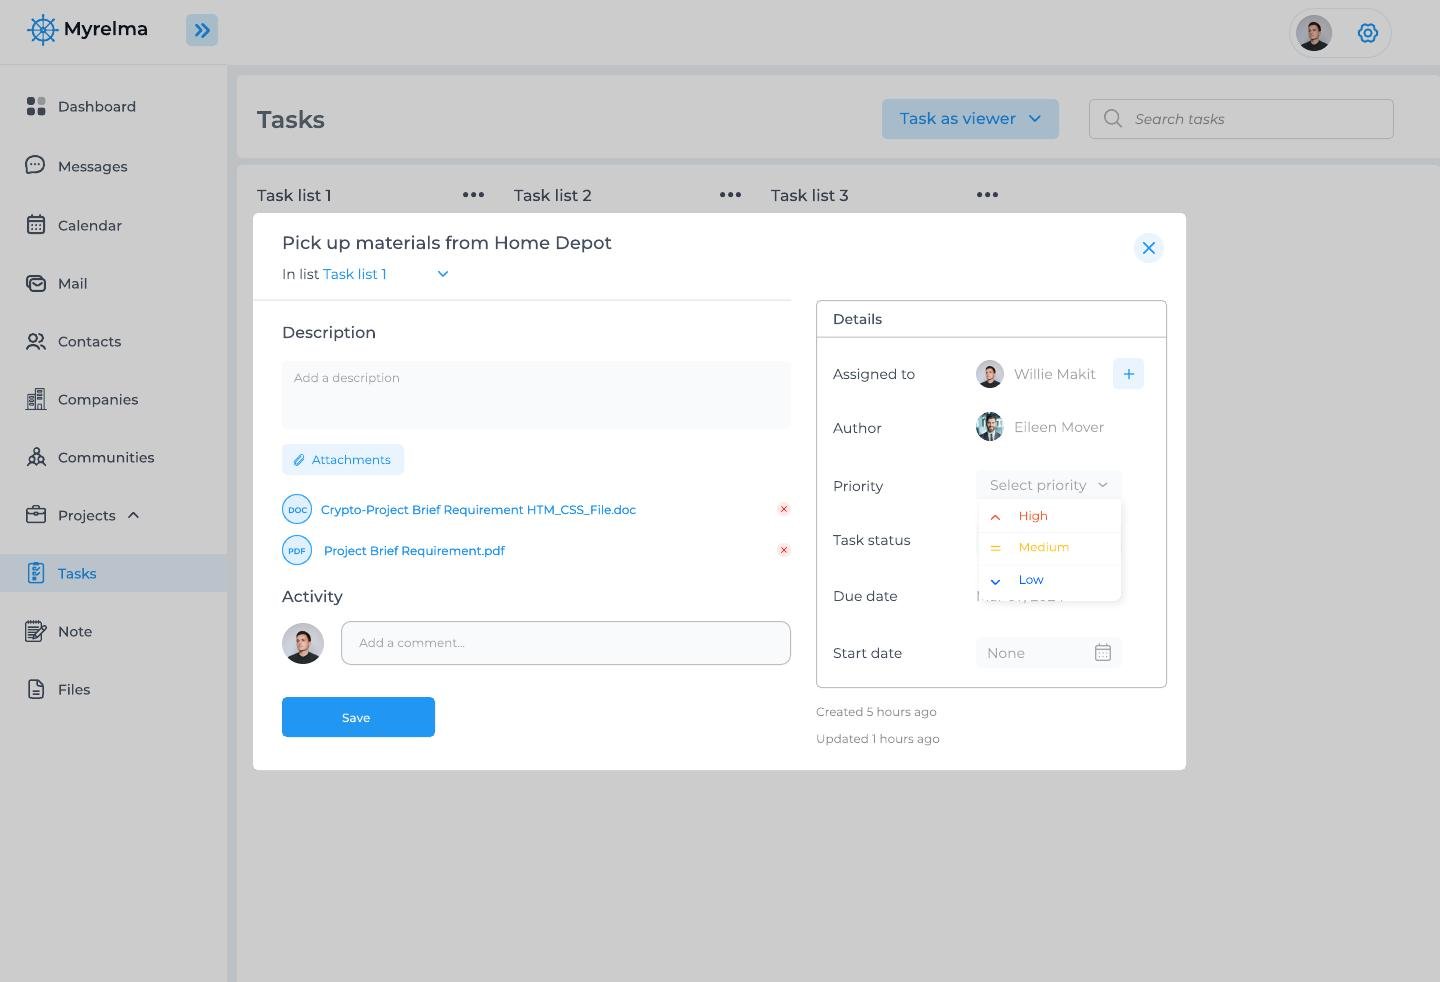 Myrelma
Dashboard
Messages
Calendar
Mail
Contacts
Companies
Communities
Projects
Tasks
Note
Files
Tasks
Task as viewer
Search tasks
Task list 1
Task list 2
Task list 3
Pick up materials from Home Depot
In list Task list 1
Description
Add a description
Attachments
DOC Crypto-Project Brief Requirement HTM_CSS_File.doc
PDF Project Brief Requirement.pdf
Activity
Add a comment...
Save
Details
Assigned to Willie Makit
Author Eileen Mover
Priority Select priority
High
Medium
Low
Task status
Due date
Start date None
Created 5 hours ago
Updated 1 hours ago